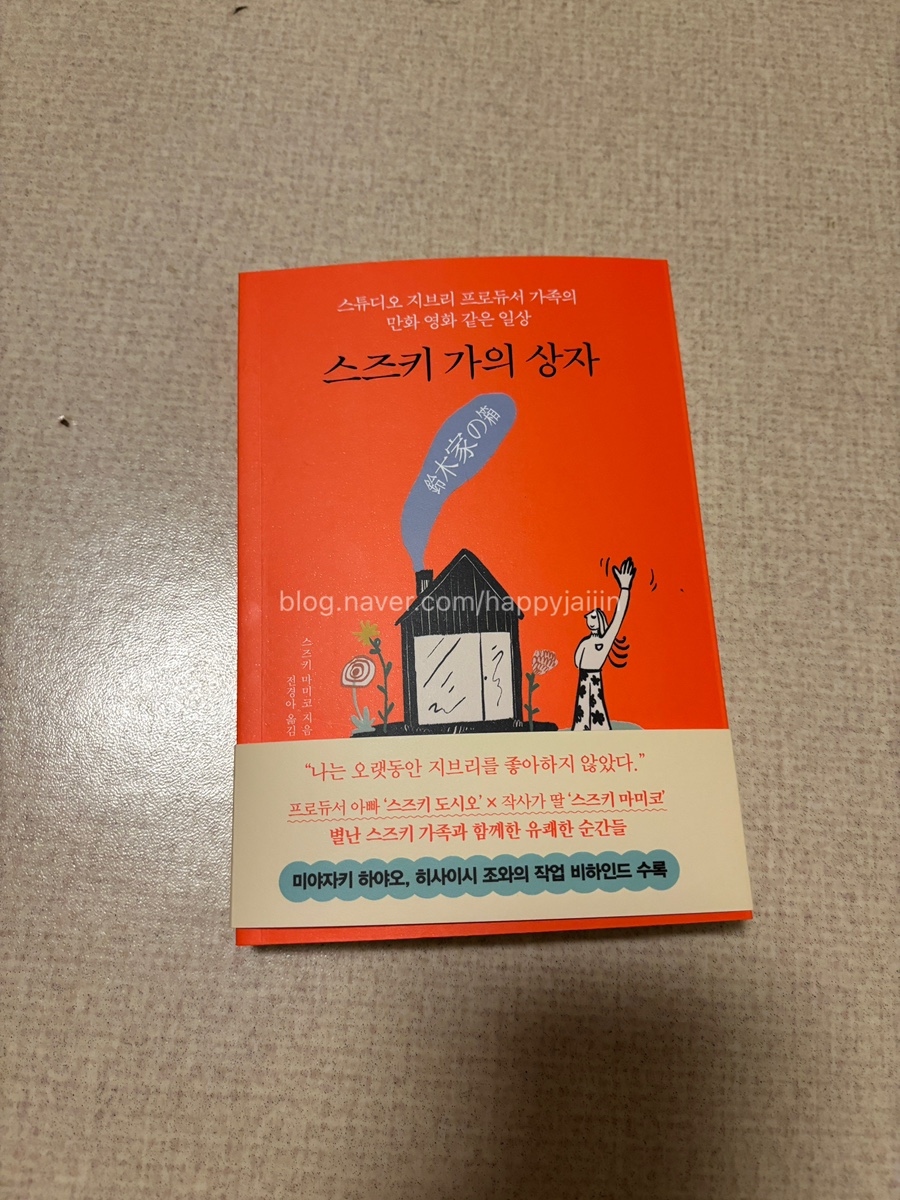 스튜디오 지브리 프로듀서 가족의
만화 영화 같은 일상
스즈키 가의 상자
鈴木家の箱
blog.naver.com/happyjaiiin
스즈키 마미코 지음
전경아 옮김
“나는 오랫동안 지브리를 좋아하지 않았다.”
프로듀서 아빠 ‘스즈키 도시오’ × 작사가 딸 ‘스즈키 마미코’
별난 스즈키 가족과 함께한 유쾌한 순간들
미야자키 하야오, 히사이시 조와의 작업 비하인드 수록